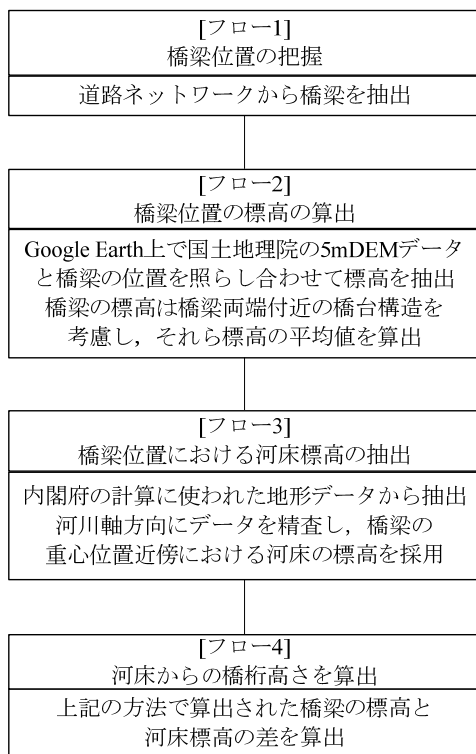 [フロー1]
橋梁位置の把握
道路ネットワークから橋梁を抽出
[フロー2]
橋梁位置の標高の算出
Google Earth上で国土地理院の5mDEMデータ
と橋梁の位置を照らし合わせて標高を抽出
橋梁の標高は橋梁両端付近の橋台構造を
考慮し，それら標高の平均値を算出
[フロー3]
橋梁位置における河床標高の抽出
内閣府の計算に使われた地形データから抽出
河川軸方向にデータを精査し，橋梁の
重心位置近傍における河床の標高を採用
[フロー4]
河床からの橋桁高さを算出
上記の方法で算出された橋梁の標高と
河床標高の差を算出